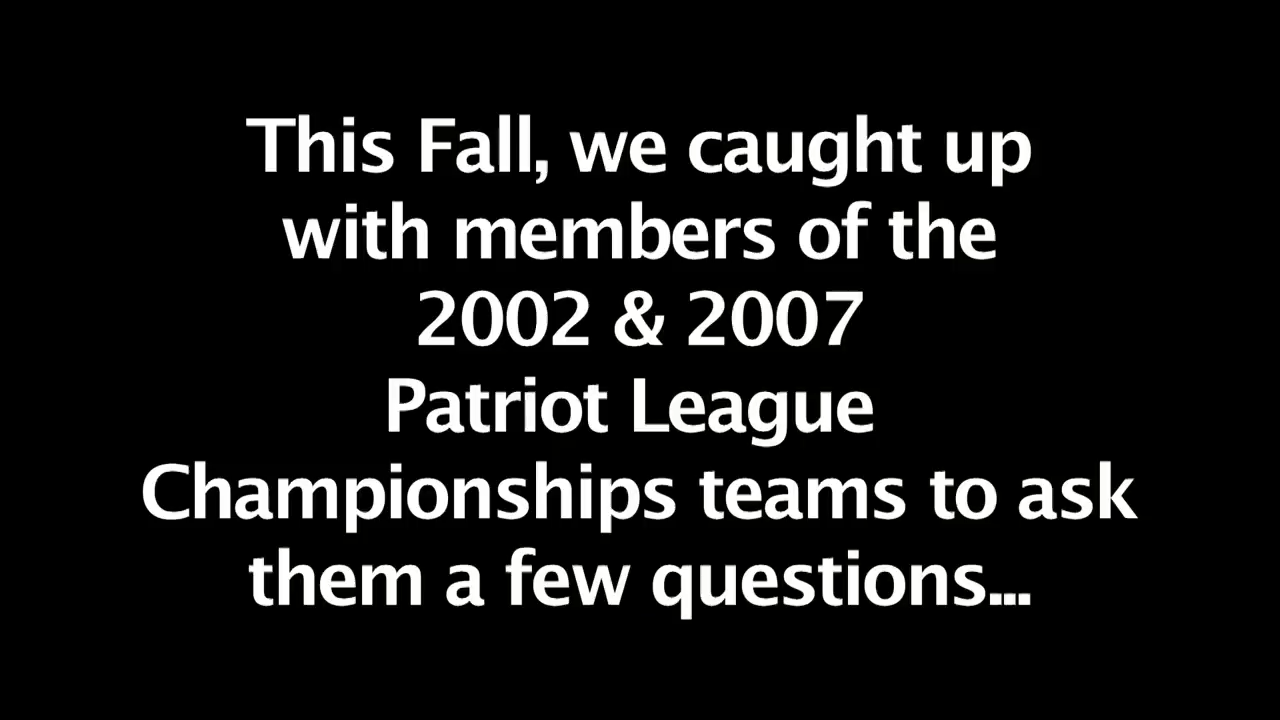 This Fall, we caught up
with members of the
2002 & 2007
Patriot League
Championships teams to ask
them a few questions...